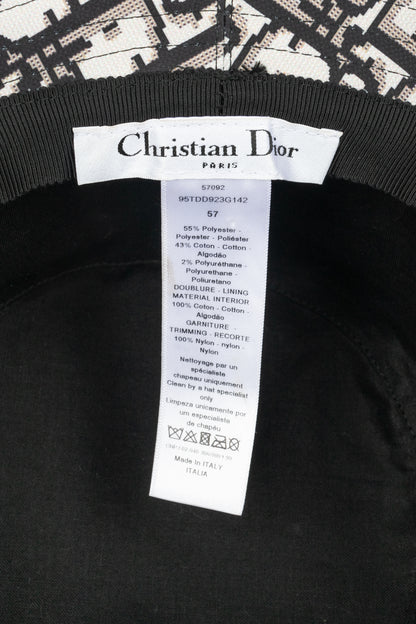 Christian Dior
PARIS
57092
95TDD923G142
57
55% Polyester -
Polyester - Poliéster
43% Coton - Cotton -
Algodão
2% Polyuréthane -
Polyurethane -
Poliuretano
DOUBLURE - LINING
MATERIAL INTERIOR
100% Coton - Cotton -
Algodão
GARNITURE -
TRIMMING - RECORTE
100% Nylon - nylon -
Nylon
Nettoyage par un
spécialiste
chapeau uniquement
Clean by a hat specialist
only
Limpeza unicamente por
um especialista
de chapéu
Made in ITALY
ITALIA